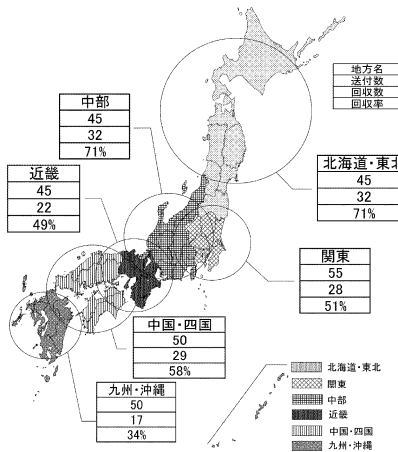 地方名
送付数
回収数
回収率
中部
45
32
71%
北海道・東北
45
32
71%
近畿
45
22
49%
関東
55
28
51%
中国・四国
50
29
58%
九州・沖縄
50
17
34%
北海道・東北
関東
中部
近畿
中国・四国
九州・沖縄